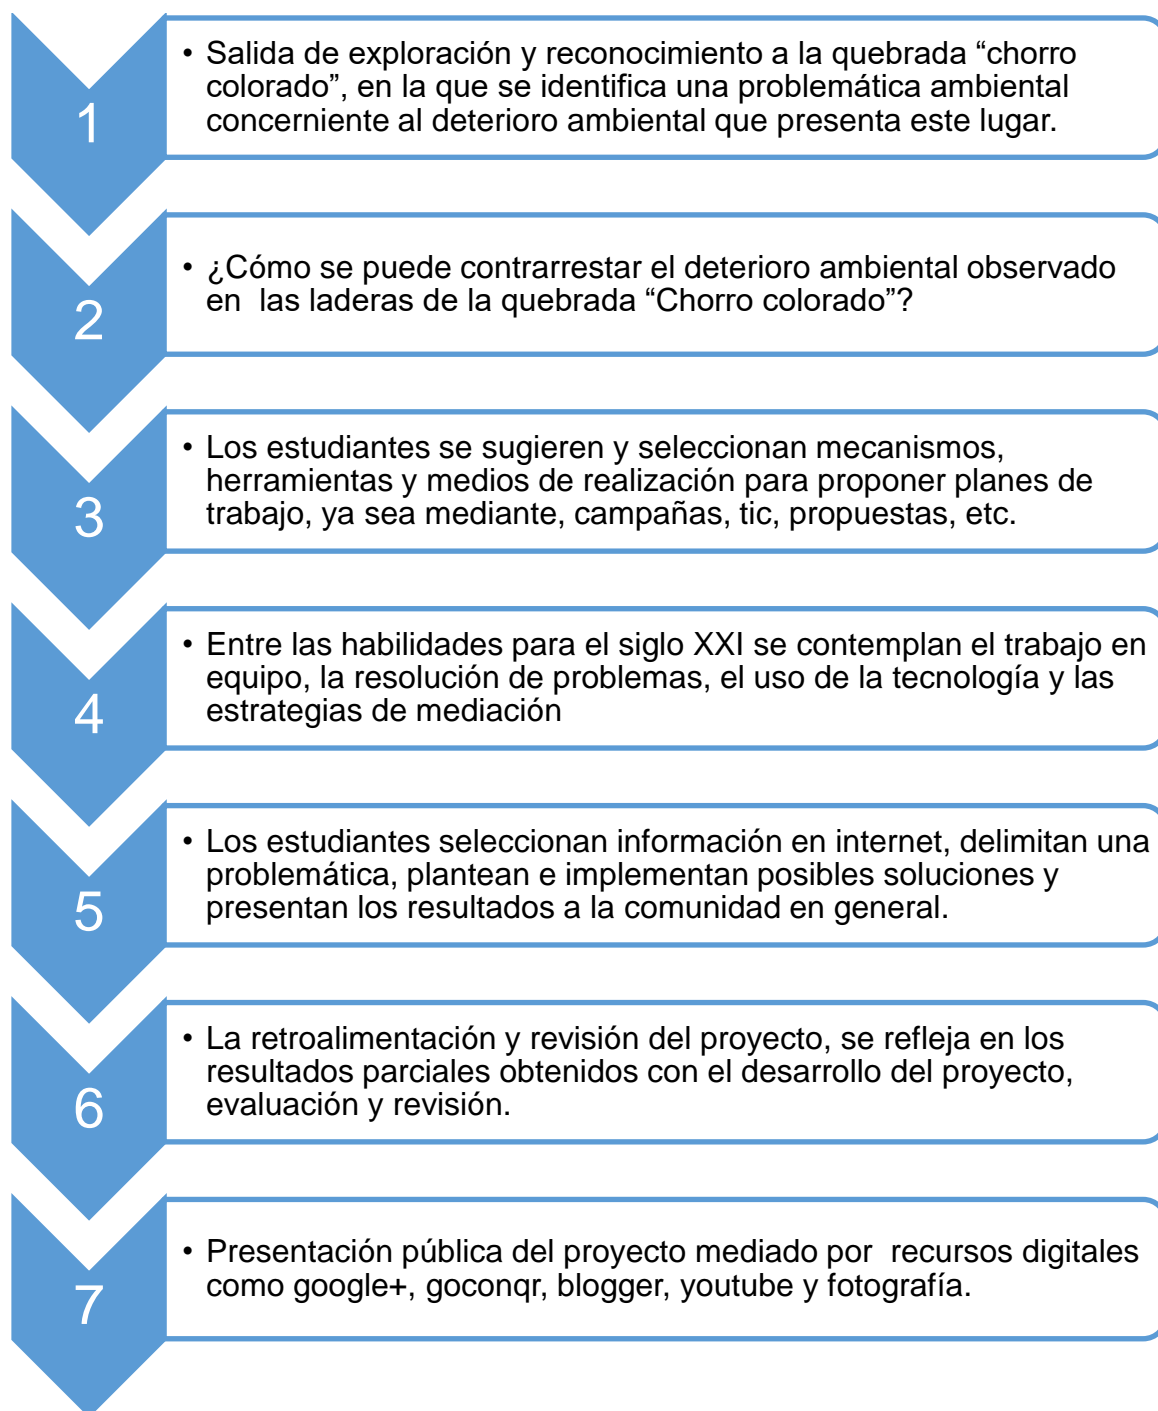 1
• Salida de exploración y reconocimiento a la quebrada “chorro
colorado”, en la que se identifica una problemática ambiental
concerniente al deterioro ambiental que presenta este lugar.
2
• ¿Cómo se puede contrarrestar el deterioro ambiental observado
en  las laderas de la quebrada “Chorro colorado”?
3
• Los estudiantes se sugieren y seleccionan mecanismos,
herramientas y medios de realización para proponer planes de
trabajo, ya sea mediante, campañas, tic, propuestas, etc.
4
• Entre las habilidades para el siglo XXI se contemplan el trabajo en
equipo, la resolución de problemas, el uso de la tecnología y las
estrategias de mediación
5
• Los estudiantes seleccionan información en internet, delimitan una
problemática, plantean e implementan posibles soluciones y
presentan los resultados a la comunidad en general.
6
• La retroalimentación y revisión del proyecto, se refleja en los
resultados parciales obtenidos con el desarrollo del proyecto,
evaluación y revisión.
7
• Presentación pública del proyecto mediado por  recursos digitales
como google+, goconqr, blogger, youtube y fotografía.